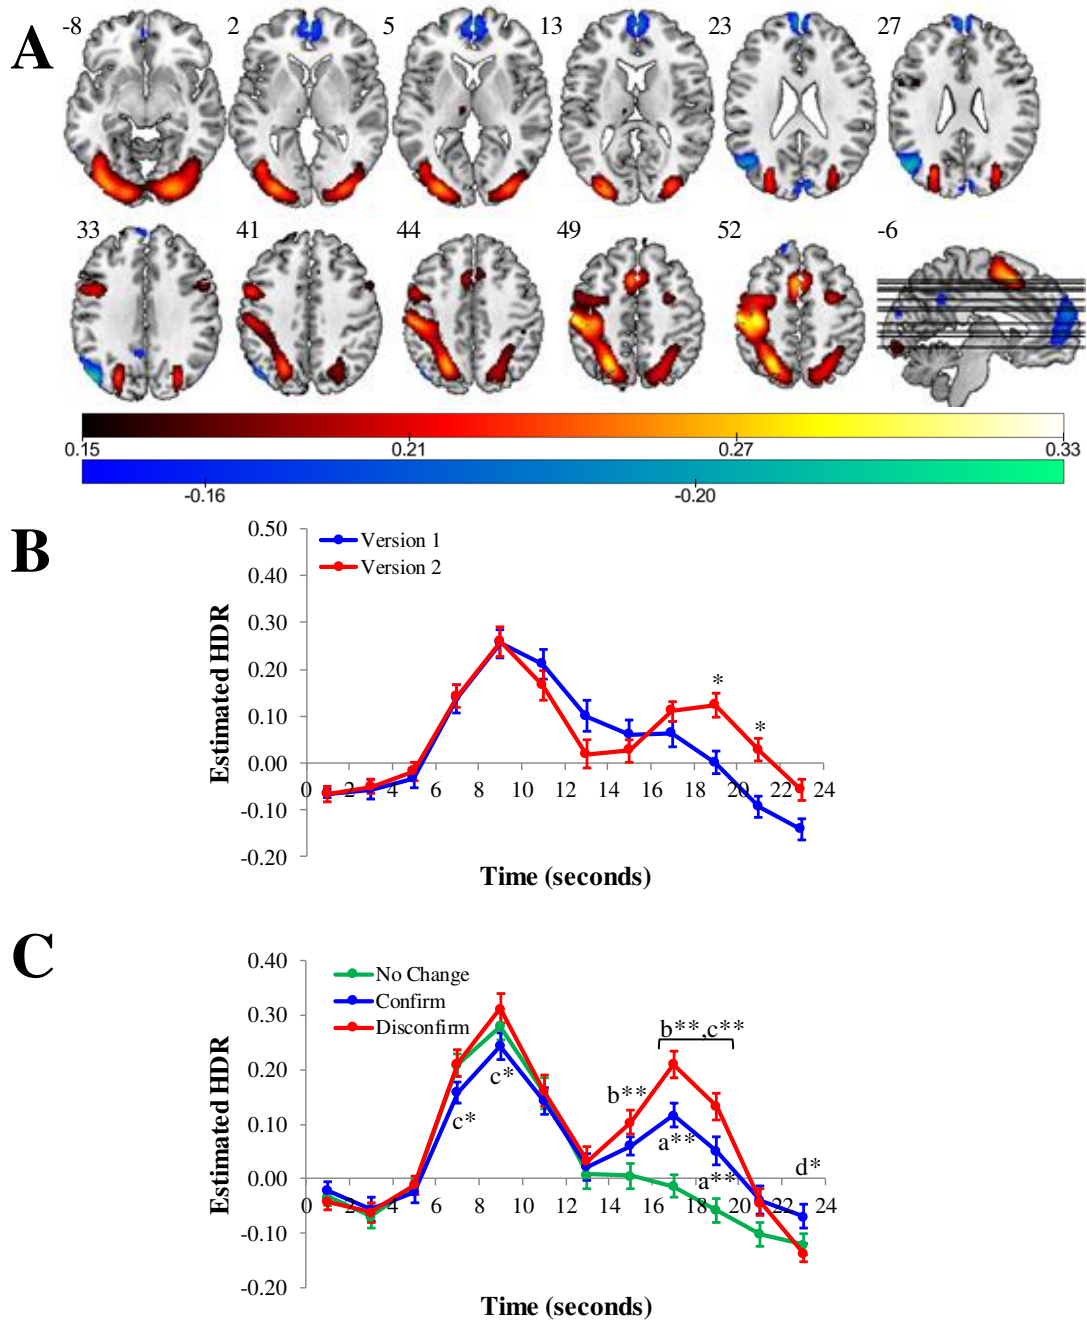 A
-8 2 5 13 23 27
33 41 44 49 52 -6
0.15 0.21 0.27 0.33
-0.16 -0.20
B
0.50
0.40
0.30
0.20
0.10
0.00
-0.10
-0.20
Estimated HDR
Version 1
Version 2
*
*
0 2 4 6 8 10 12 14 16 18 20 22 24
Time (seconds)
C
0.40
0.30
0.20
0.10
0.00
-0.10
-0.20
Estimated HDR
No Change
Confirm
Disconfirm
b**,c**
c*
b**
c*
a**
d*
a**
0 2 4 6 8 10 12 14 16 18 20 22 24
Time (seconds)